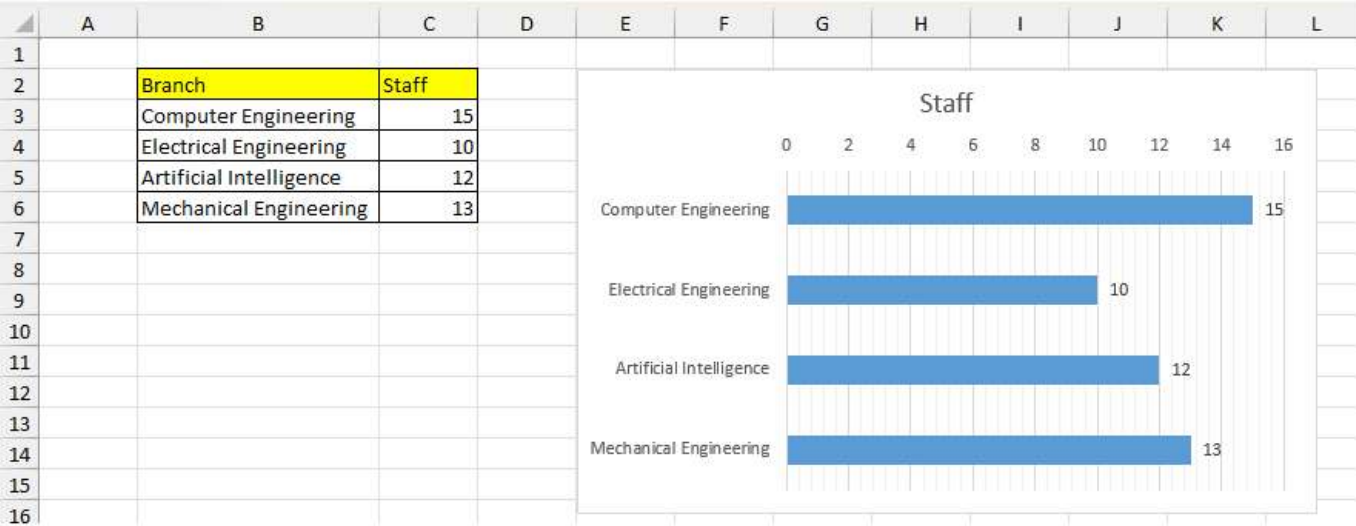 A B C D E F G H I J K L
1
2 Branch Staff
3 Computer Engineering 15
4 Electrical Engineering 10
5 Artificial Intelligence 12
6 Mechanical Engineering 13
7
8
9
10
11
12
13
14
15
16
Staff
0 2 4 6 8 10 12 14 16
Computer Engineering 15
Electrical Engineering 10
Artificial Intelligence 12
Mechanical Engineering 13